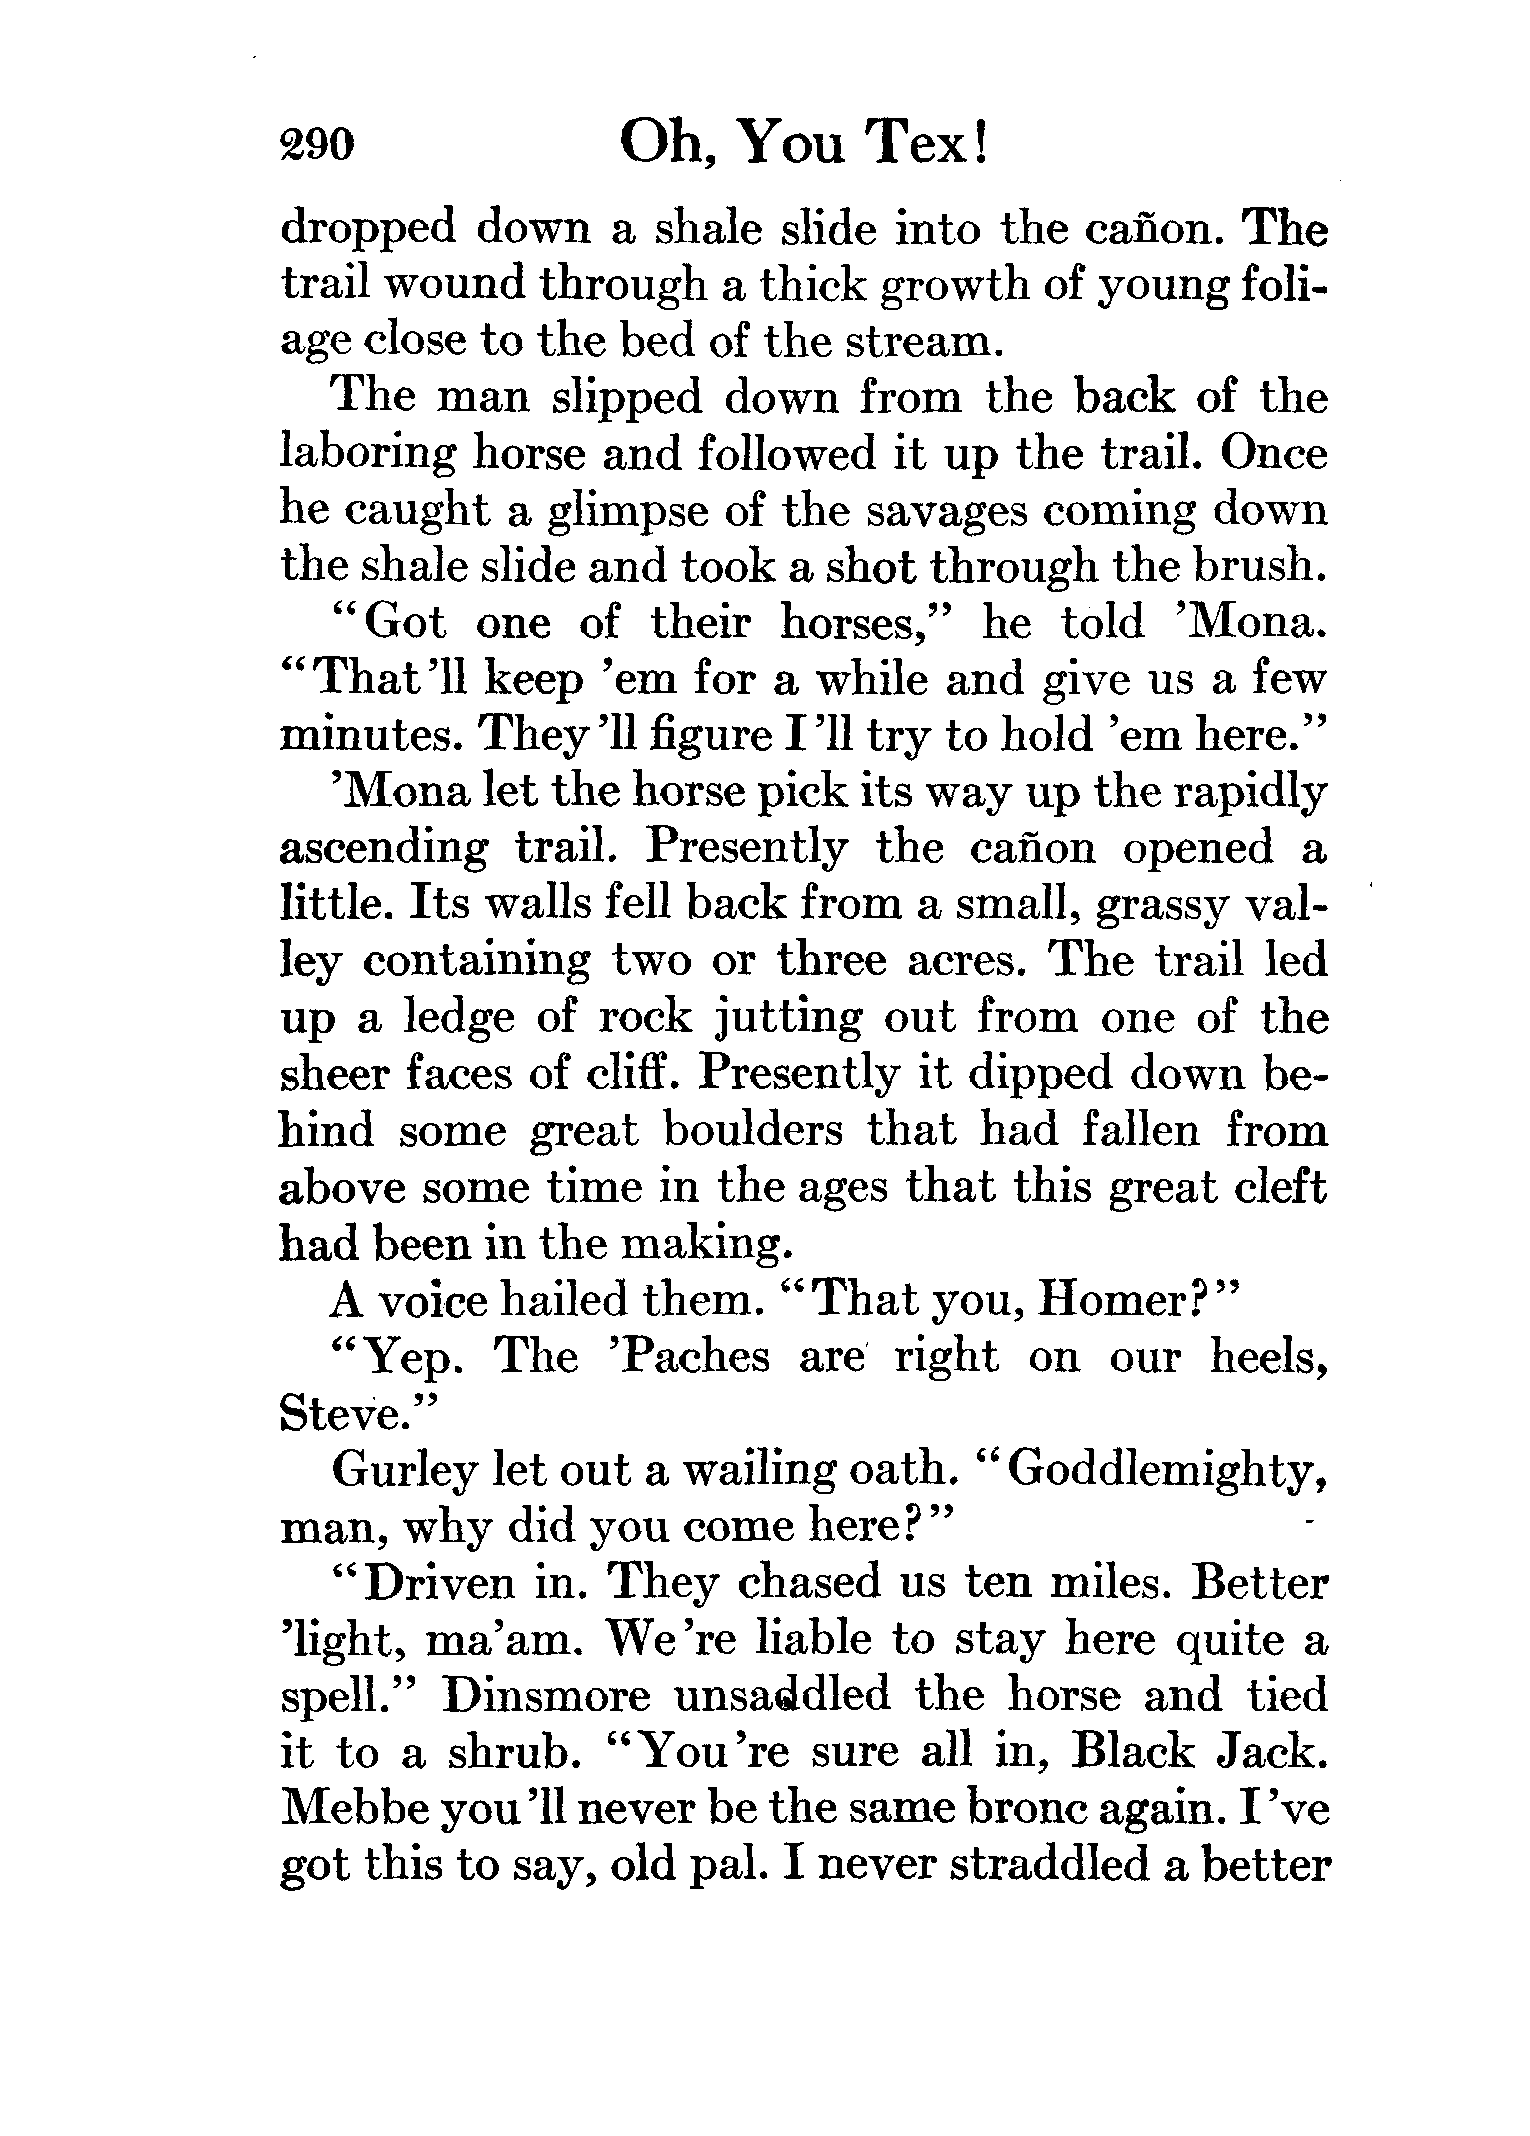 290 Oh, You Tex!
dropped down a shale slide into the cañon. The
trail wound through a thick growth of young foli-
age close to the bed of the stream.
The man slipped down from the back of the
laboring horse and followed it up the trail. Once
he caught a glimpse of the savages coming down
the shale slide and took a shot through the brush.
“Got one of their horses,” he told ’Mona.
“That’ll keep ’em for a while and give us a few
minutes. They’ll figure I’ll try to hold ’em here.”
’Mona let the horse pick its way up the rapidly
ascending trail. Presently the cañon opened a
little. Its walls fell back from a small, grassy val-
ley containing two or three acres. The trail led
up a ledge of rock jutting out from one of the
sheer faces of cliff. Presently it dipped down be-
hind some great boulders that had fallen from
above some time in the ages that this great cleft
had been in the making.
A voice hailed them. “That you, Homer?”
“Yep. The ’Paches are right on our heels,
Steve.”
Gurley let out a wailing oath. “Goddlemighty,
man, why did you come here?”
“Driven in. They chased us ten miles. Better
’light, ma’am. We’re liable to stay here quite a
spell.” Dinsmore unsaddled the horse and tied
it to a shrub. “You’re sure all in, Black Jack.
Mebbe you’ll never be the same bronc again. I’ve
got this to say, old pal. I never straddled a better